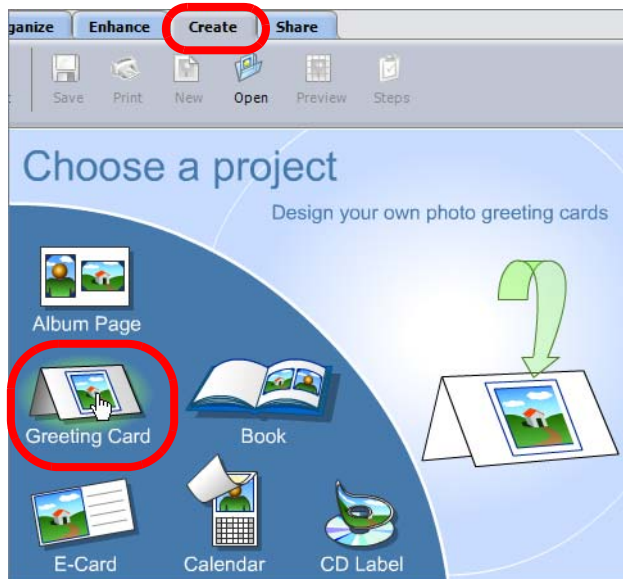 ganize Enhance Create Share
Save Print New Open Preview Steps
Choose a project
Design your own photo greeting cards
Album Page
Greeting Card Book
E-Card Calendar CD Label